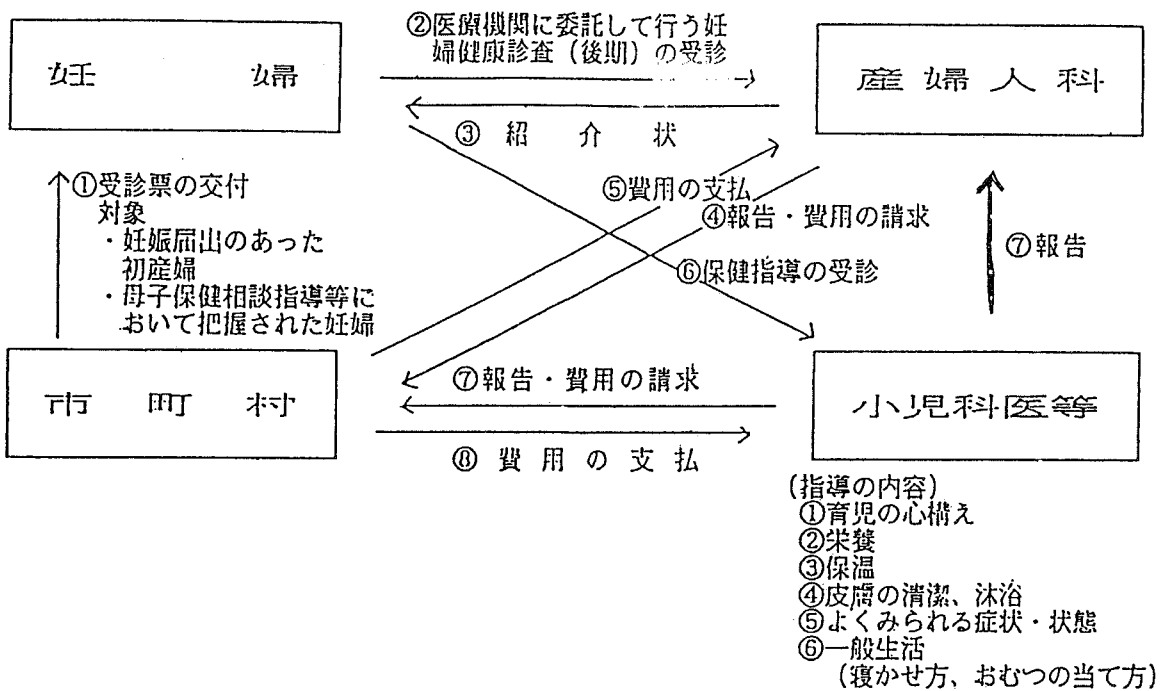 ②医療機関に委託して行う妊
婦健康診査(後期)の受診
妊婦
産婦人科
③紹介状
①受診票の交付
対象
・妊娠届出のあった
初産婦
・母子保健相談指導等に
おいて把握された妊婦
⑤費用の支払
④報告・費用の請求
⑥保健指導の受診
⑦報告
市町村
⑦報告・費用の請求
小児科医等
⑧費用の支払
(指導の内容)
①育児の心構え
②栄養
③保温
④皮膚の清潔、沐浴
⑤よくみられる症状・状態
⑥一般生活
(寝かせ方、おむつの当て方)